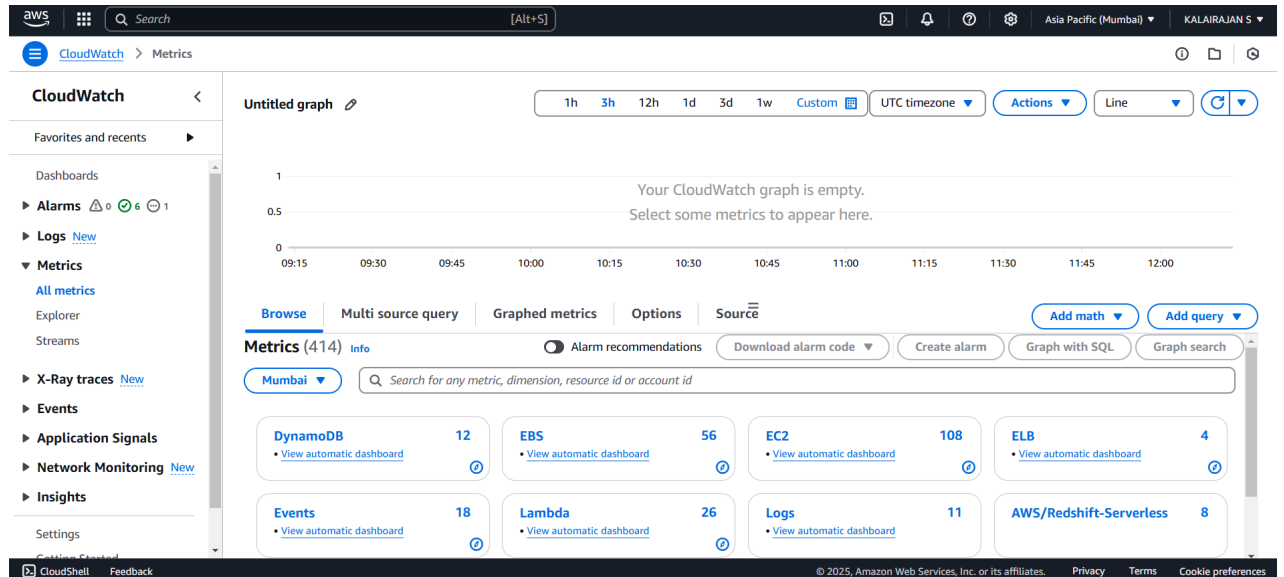 aws Search [Alt+S] Asia Pacific (Mumbai) KALAIRAJAN S
CloudWatch > Metrics
CloudWatch
Favorites and recents
Dashboards
Alarms 0 6 1
Logs New
Metrics
All metrics
Explorer
Streams
X-Ray traces New
Events
Application Signals
Network Monitoring New
Insights
Settings
Getting Started
Untitled graph
1h 3h 12h 1d 3d 1w Custom UTC timezone Actions Line
1
0.5
0
Your CloudWatch graph is empty.
Select some metrics to appear here.
09:15 09:30 09:45 10:00 10:15 10:30 10:45 11:00 11:15 11:30 11:45 12:00
Browse Multi source query Graphed metrics Options Source Add math Add query
Metrics (414) Info Alarm recommendations Download alarm code Create alarm Graph with SQL Graph search
Mumbai Search for any metric, dimension, resource id or account id
DynamoDB 12 EBS 56 EC2 108 ELB 4
• View automatic dashboard • View automatic dashboard • View automatic dashboard • View automatic dashboard
Events 18 Lambda 26 Logs 11 AWS/Redshift-Serverless 8
• View automatic dashboard • View automatic dashboard • View automatic dashboard
CloudShell Feedback © 2025, Amazon Web Services, Inc. or its affiliates. Privacy Terms Cookie preferences